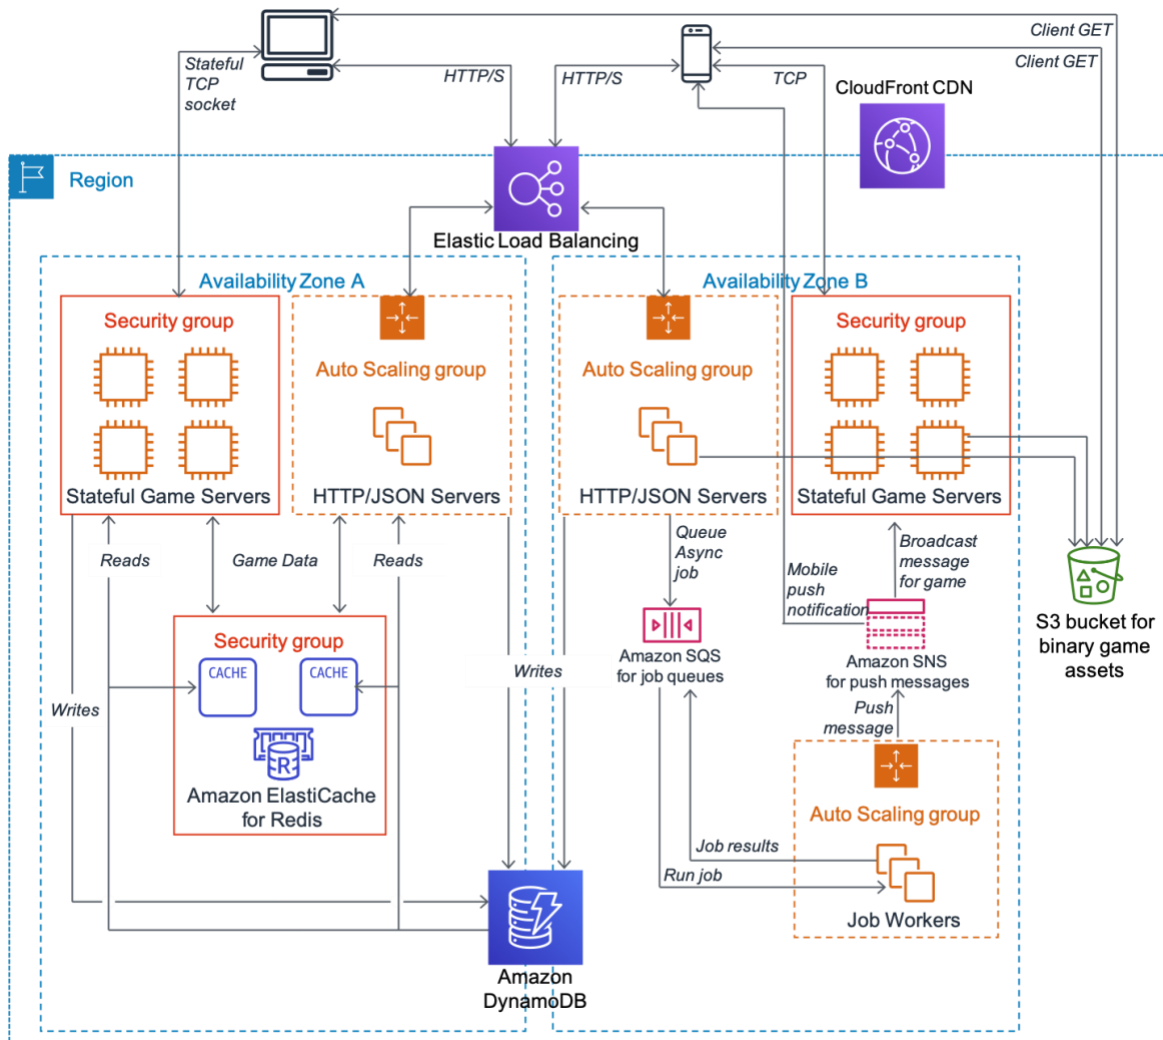 Client GET
Client GET
Stateful
TCP
socket
HTTP/S
HTTP/S
TCP
CloudFront CDN
Region
Elastic Load Balancing
Availability Zone A
Availability Zone B
Security group
Auto Scaling group
Stateful Game Servers
HTTP/JSON Servers
Auto Scaling group
HTTP/JSON Servers
Security group
Stateful Game Servers
Reads
Game Data
Reads
Queue
Async
job
Mobile
push
notification
Broadcast
message
for game
S3 bucket for
binary game
assets
Security group
CACHE
CACHE
R
Amazon ElastiCache
for Redis
Writes
Writes
Amazon SQS
for job queues
Amazon SNS
for push messages
Push
message
Auto Scaling group
Job results
Run job
Job Workers
Amazon
DynamoDB